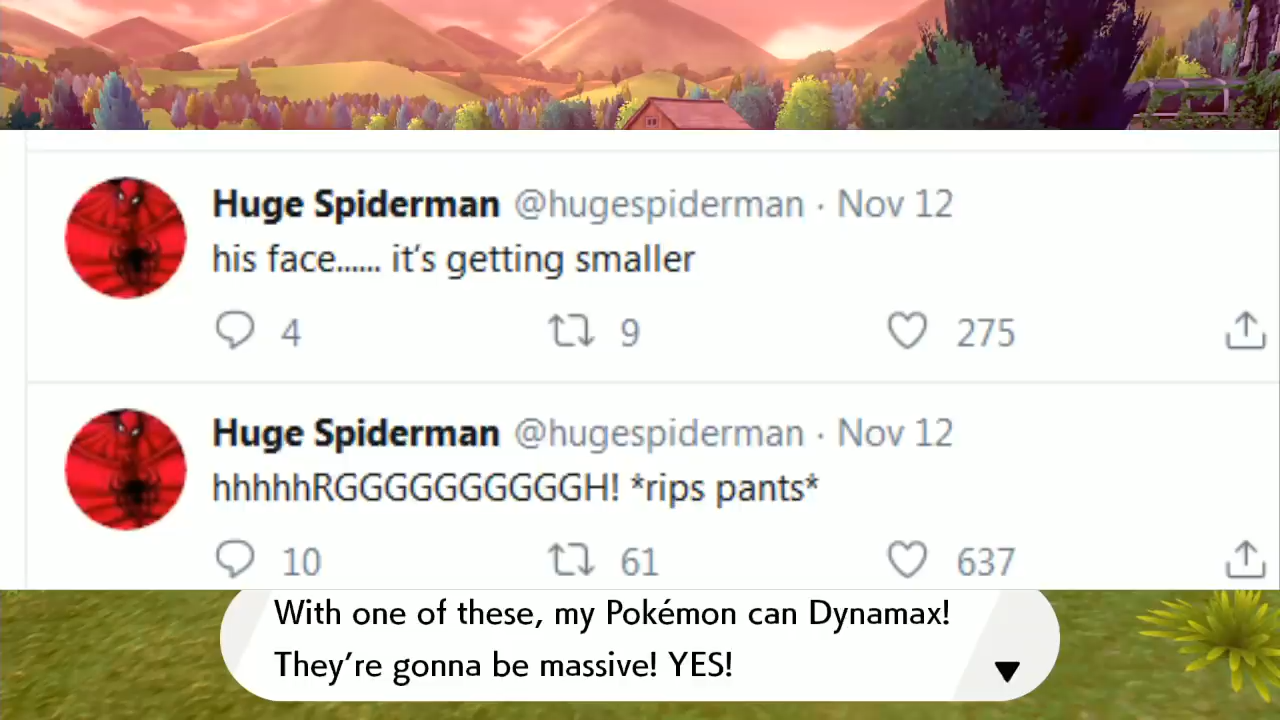 Huge Spiderman @hugespiderman · Nov 12
his face...... it's getting smaller
4 9 275
Huge Spiderman @hugespiderman · Nov 12
hhhhhRGGGGGGGGGGH! *rips pants*
10 61 637
With one of these, my Pokémon can Dynamax!
They're gonna be massive! YES!